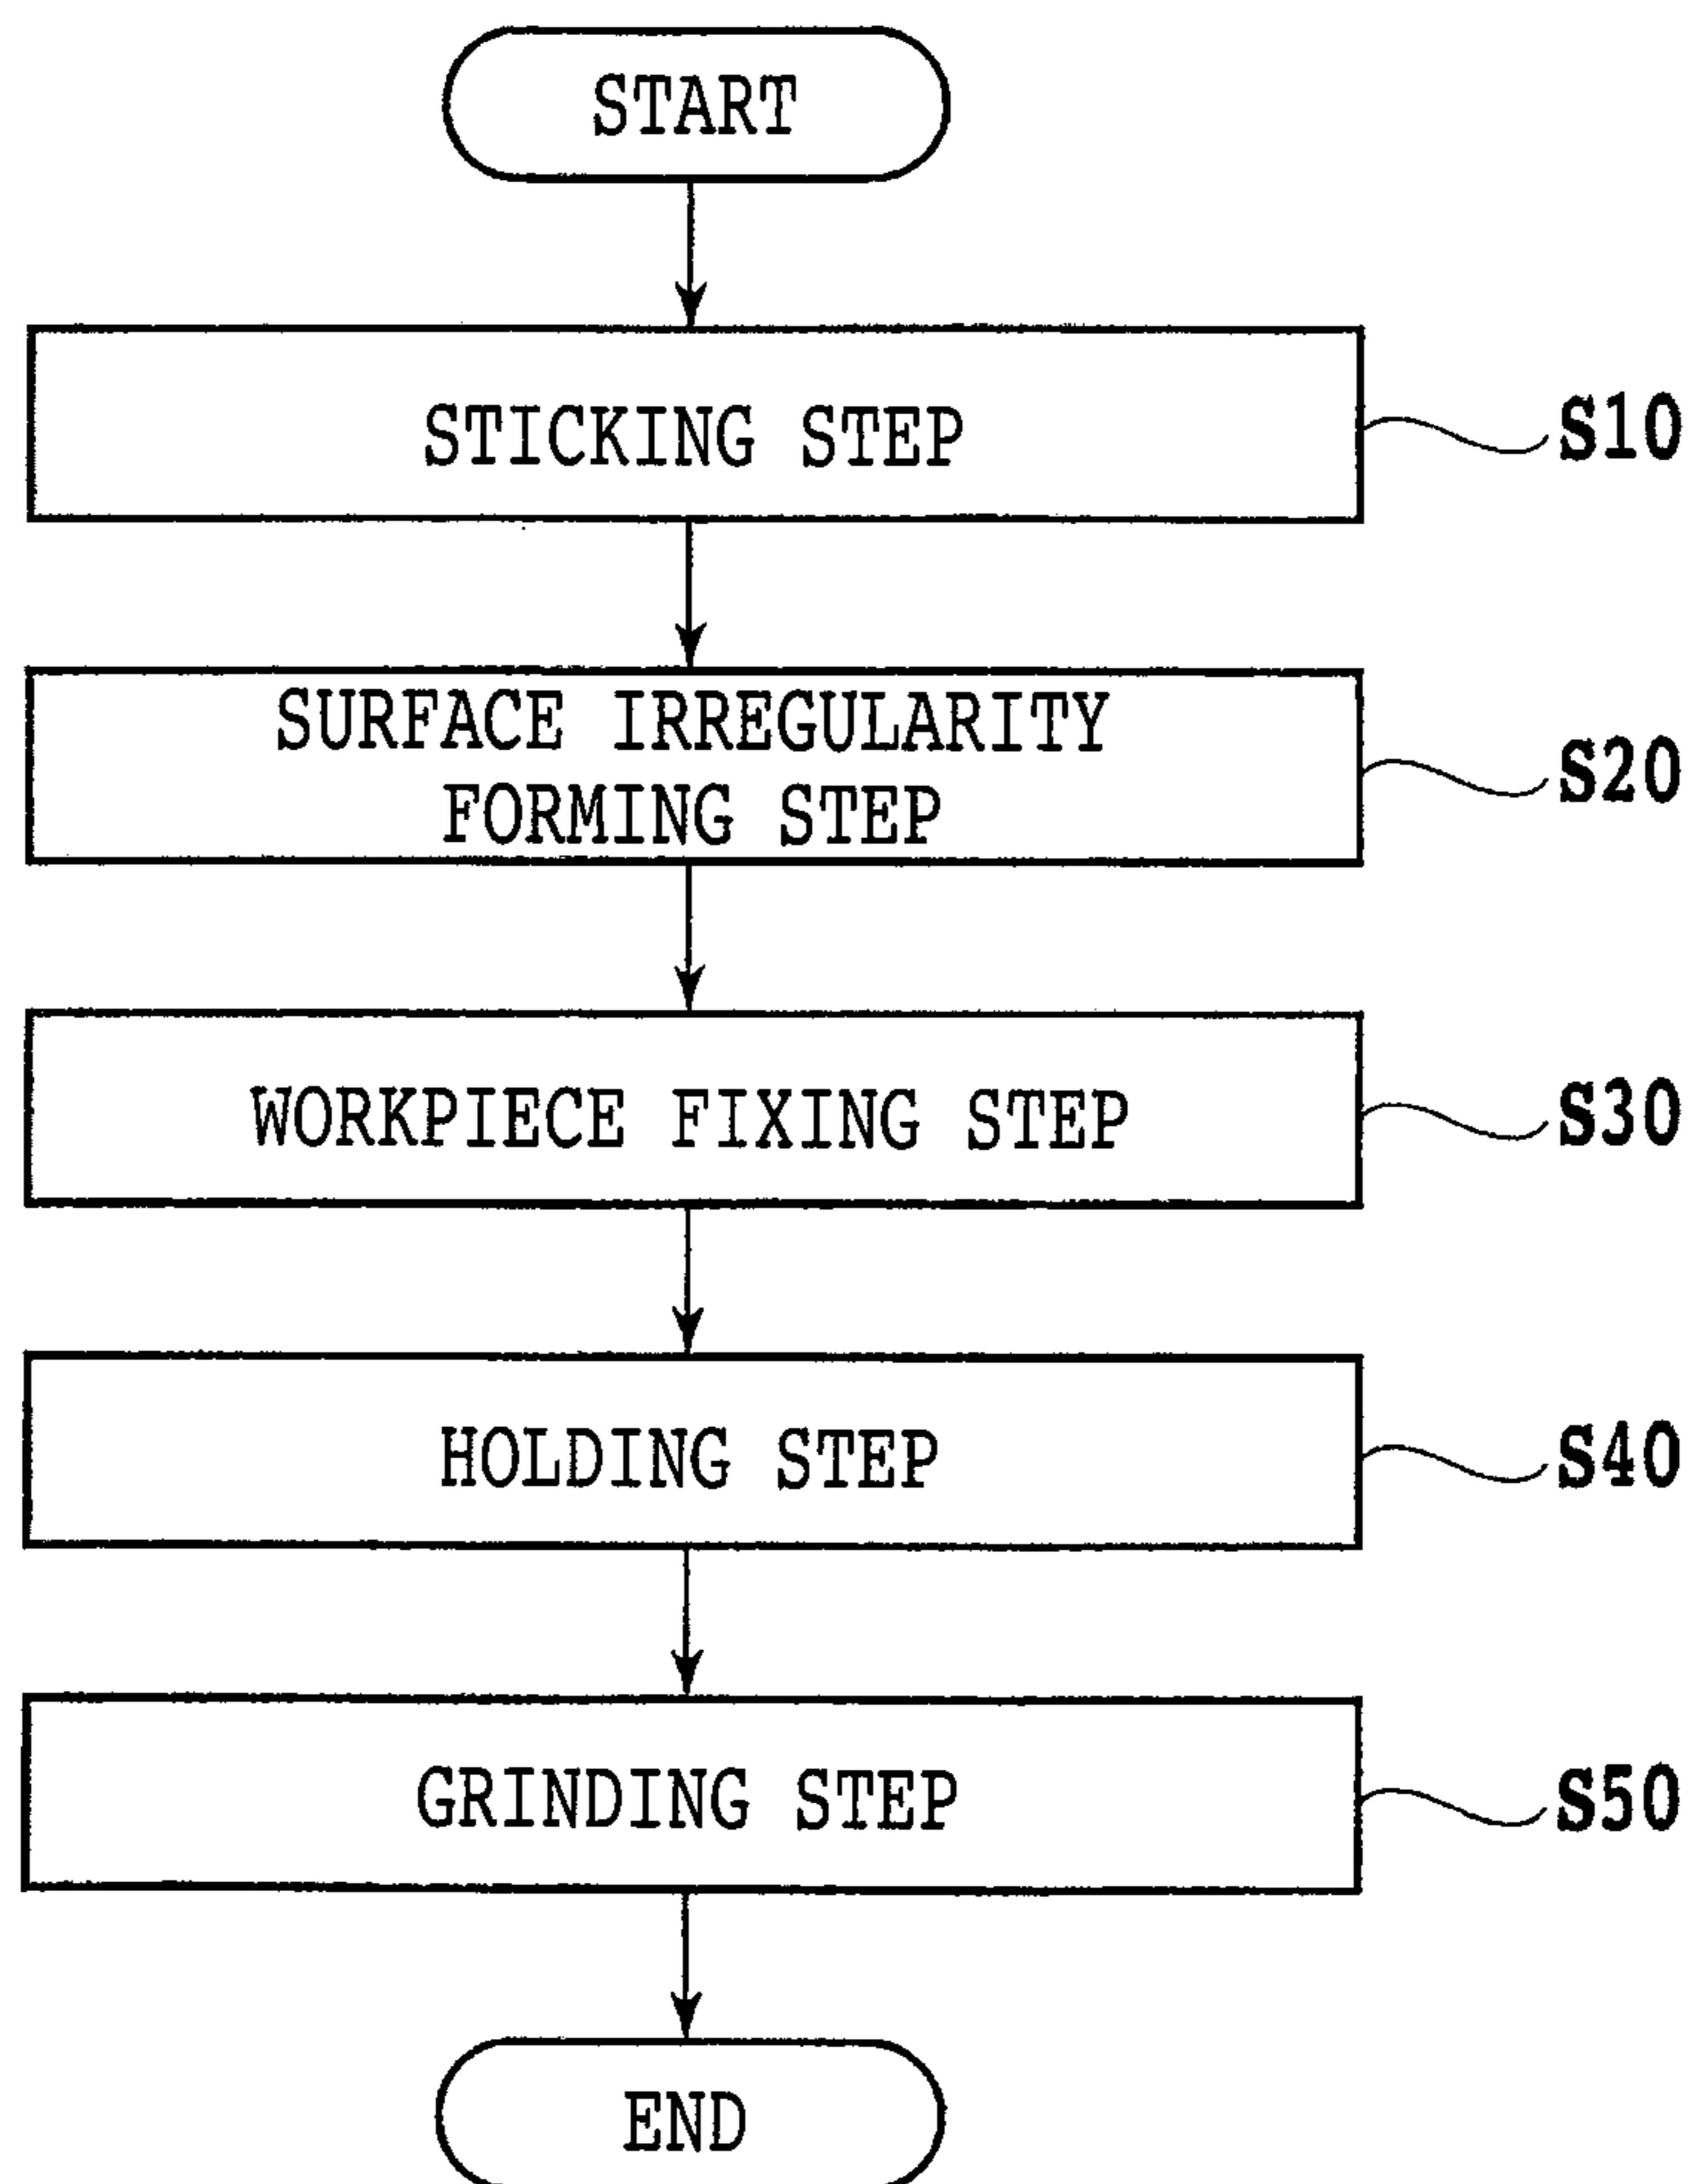 START
STICKING STEP
S10
SURFACE IRREGULARITY
FORMING STEP
S20
WORKPIECE FIXING STEP
S30
HOLDING STEP
S40
GRINDING STEP
S50
END